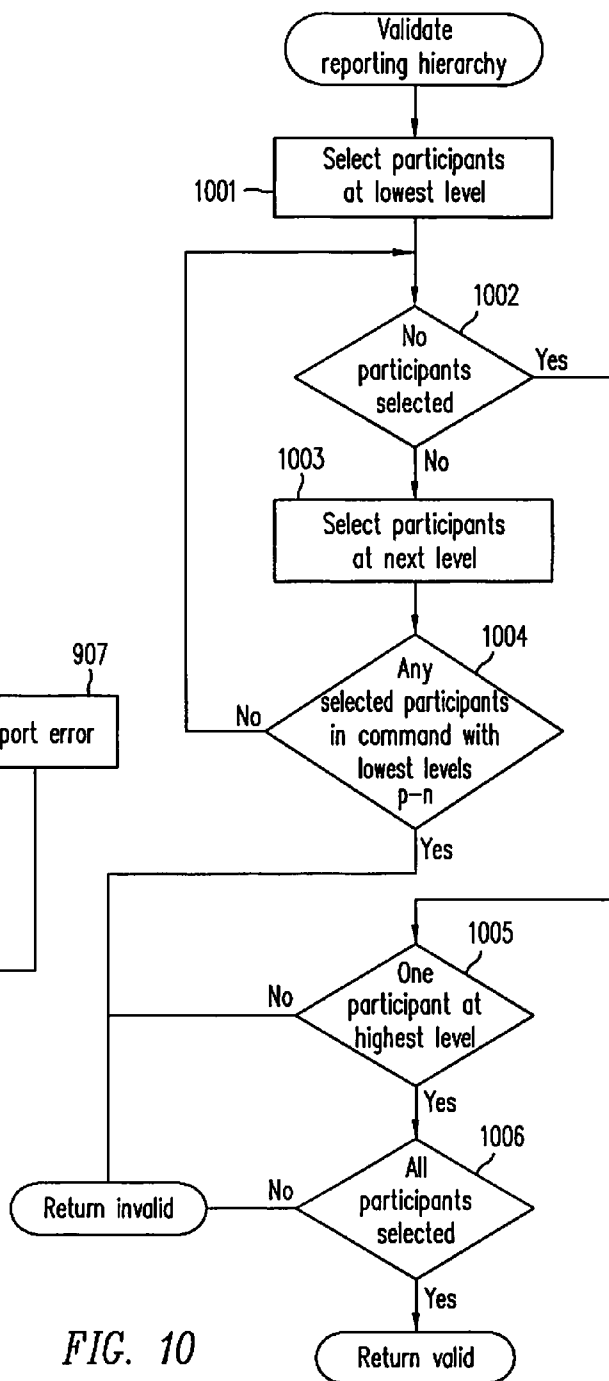 Validate
reporting hierarchy
Select participants
at lowest level
1001
1002
No
participants
selected
Yes
No
1003
Select participants
at next level
907
port error
1004
Any
selected participants
in command with
lowest levels
p-n
No
Yes
1005
One
participant at
highest level
No
Yes
1006
All
participants
selected
No
Return invalid
Yes
Return valid
FIG. 10